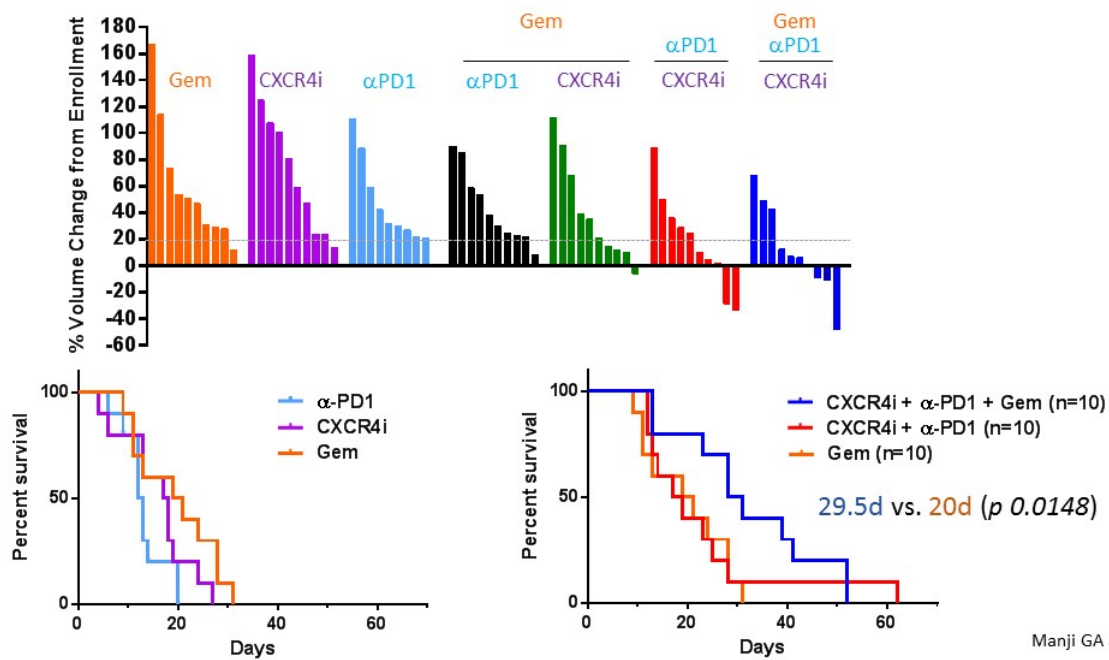 Gem
Gem
αPD1
Gem
αPD1
Gem
CXCR4i
αPD1
αPD1
CXCR4i
CXCR4i
CXCR4i
% Volume Change from Enrollment
180
160
140
120
100
80
60
40
20
0
-20
-40
-60
Percent survival
100
50
0
0
20
40
60
Days
α-PD1
CXCR4i
Gem
Percent survival
100
50
0
0
20
40
60
Days
CXCR4i + α-PD1 + Gem (n=10)
CXCR4i + α-PD1 (n=10)
Gem (n=10)
29.5d vs. 20d (p 0.0148)
Manji GA